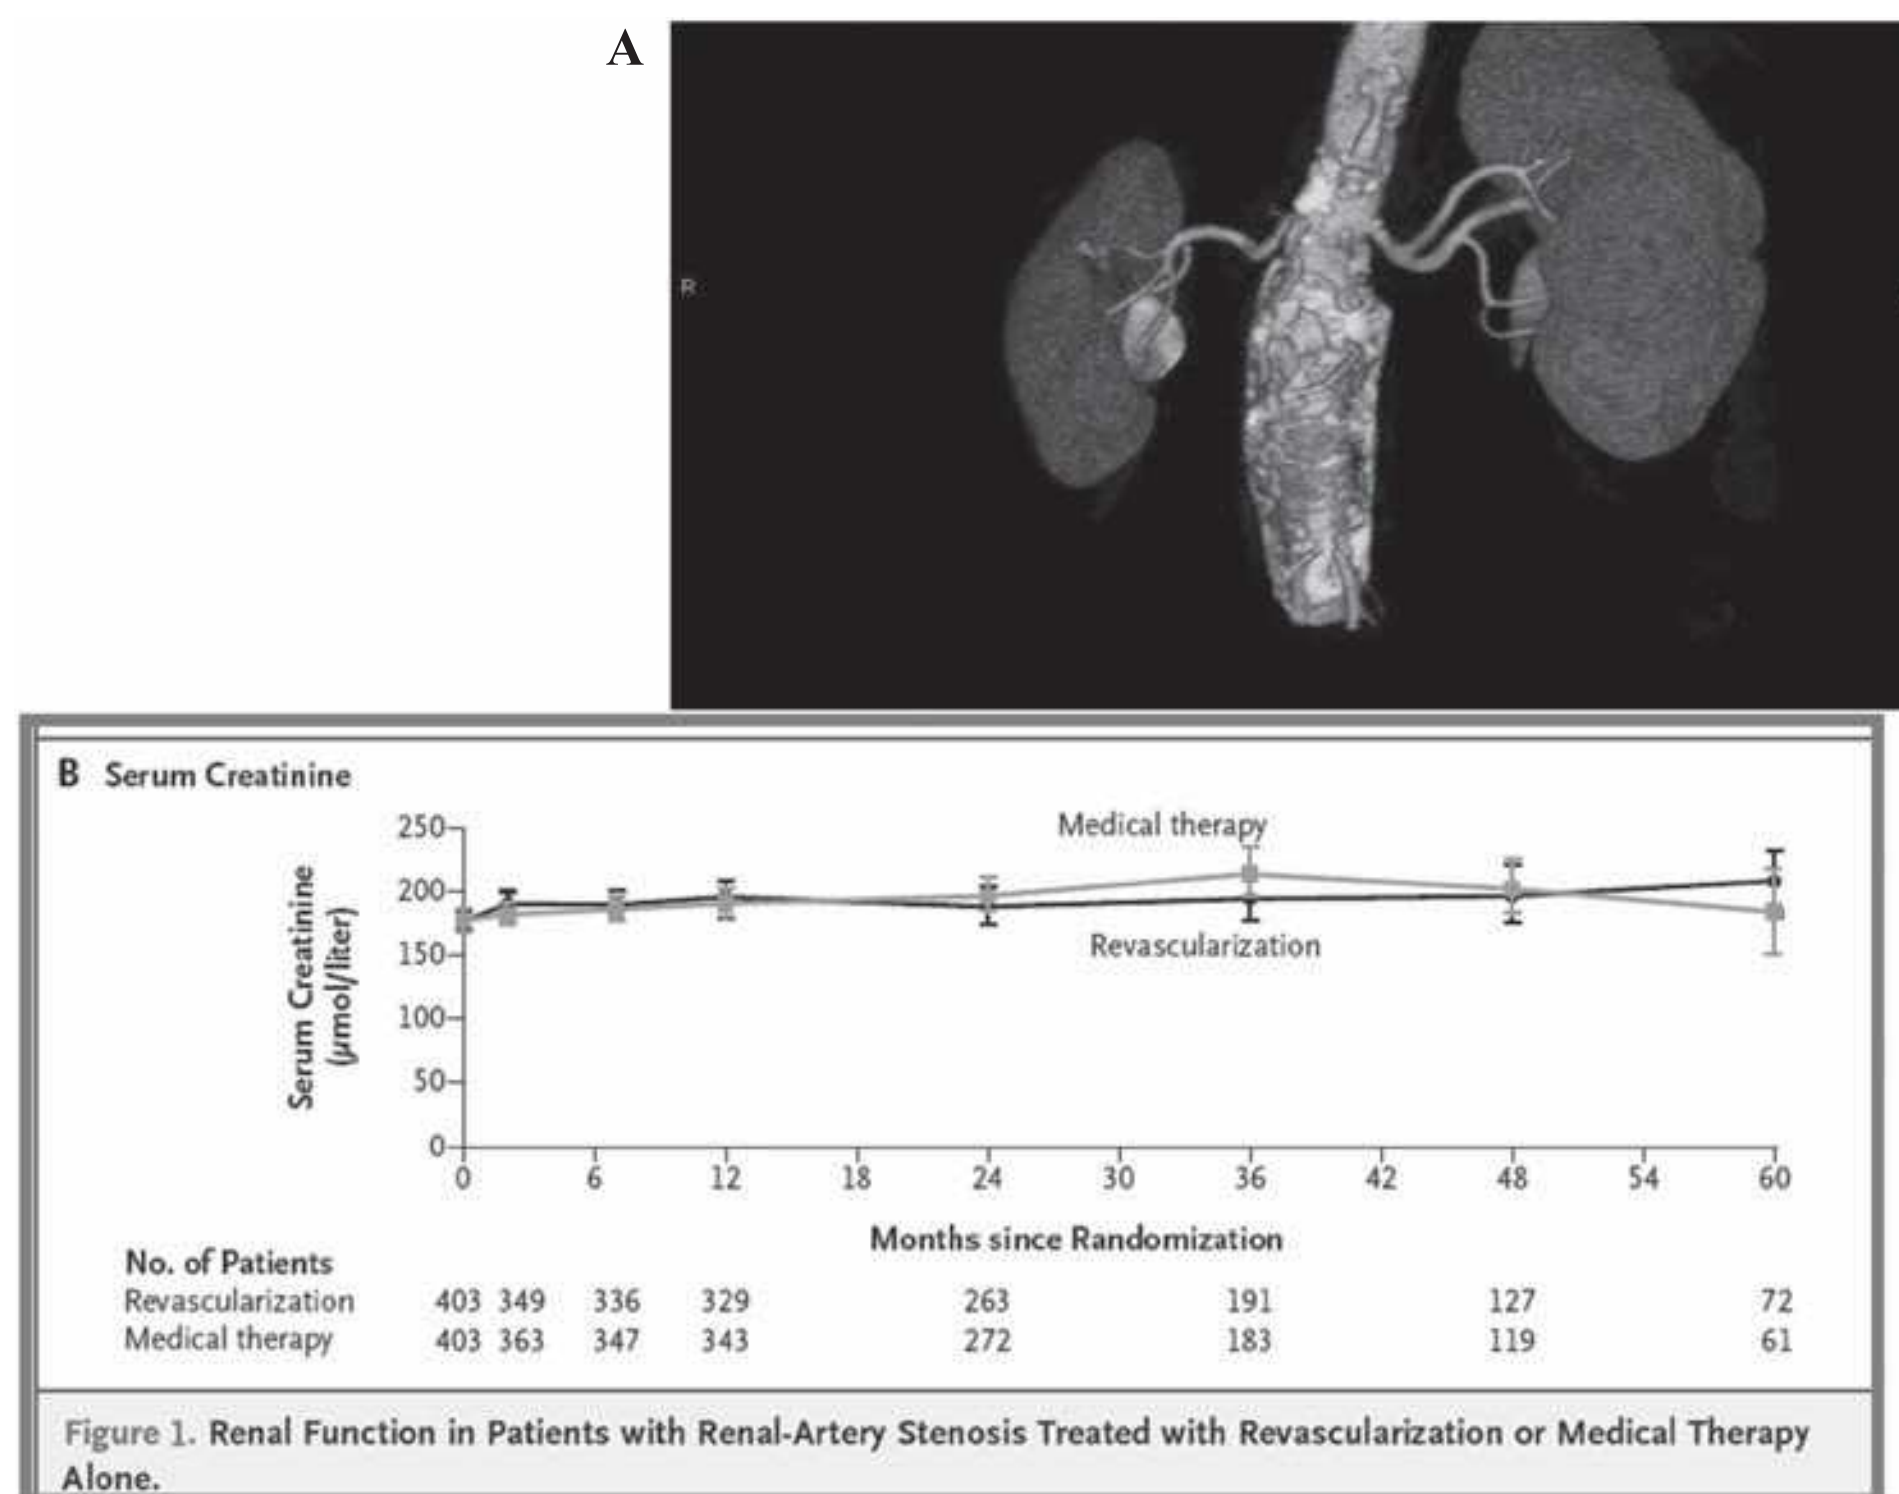 A
R
B Serum Creatinine
Serum Creatinine
(µmol/liter)
250
200
150
100
50
0
Medical therapy
Revascularization
0 6 12 18 24 30 36 42 48 54 60
Months since Randomization
No. of Patients
Revascularization 403 349 336 329 263 191 127 72
Medical therapy 403 363 347 343 272 183 119 61
Figure 1. Renal Function in Patients with Renal-Artery Stenosis Treated with Revascularization or Medical Therapy
Alone.